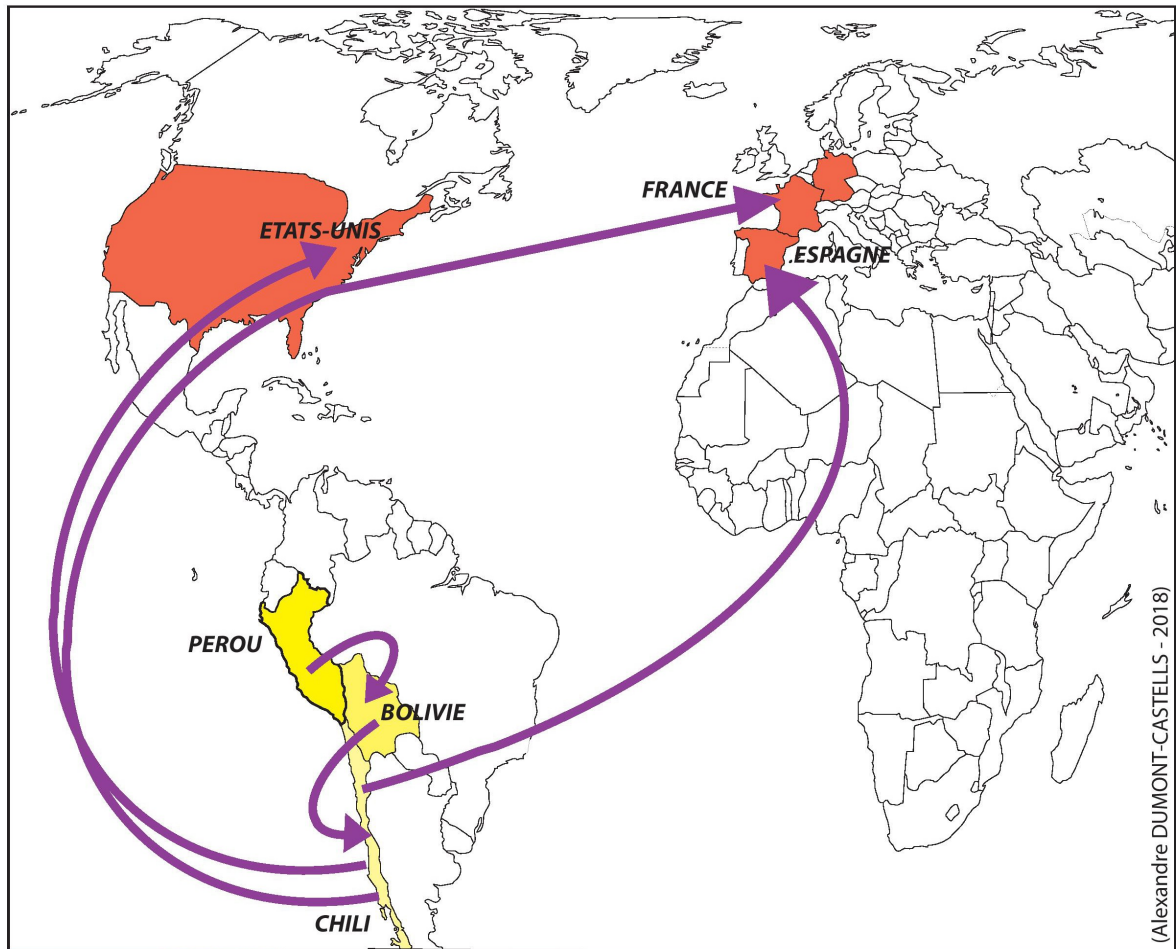 FRANCE
ETATS-UNIS
.ESPAGNE
PEROU
BOLIVIE
CHILI
(Alexandre DUMONT-CASTELLS - 2018)